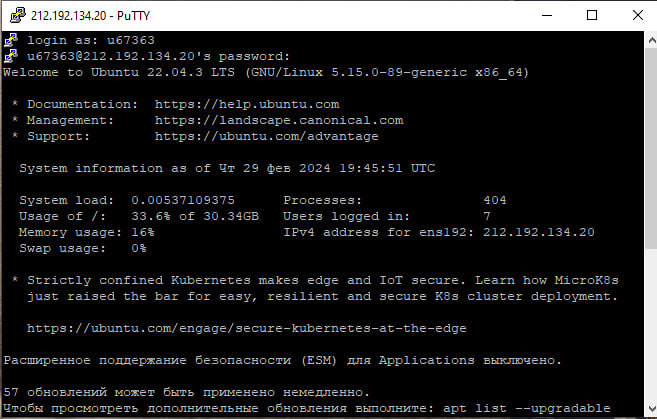 212.192.134.20 - PuTTY
login as: u67363
u67363@212.192.134.20's password:
Welcome to Ubuntu 22.04.3 LTS (GNU/Linux 5.15.0-89-generic x86_64)
* Documentation: https://help.ubuntu.com
* Management: https://landscape.canonical.com
* Support: https://ubuntu.com/advantage
System information as of Чт 29 фев 2024 19:45:51 UTC
System load: 0.00537109375 Processes: 404
Usage of /: 33.6% of 30.34GB Users logged in: 7
Memory usage: 16% IPv4 address for ens192: 212.192.134.20
Swap usage: 0%
* Strictly confined Kubernetes makes edge and IoT secure. Learn how MicroK8s
just raised the bar for easy, resilient and secure K8s cluster deployment.
https://ubuntu.com/engage/secure-kubernetes-at-the-edge
Расширенное поддержание безопасности (ESM) для Applications выключено.
57 обновлений может быть применено немедленно.
Чтобы просмотреть дополнительные обновления выполните: apt list --upgradable